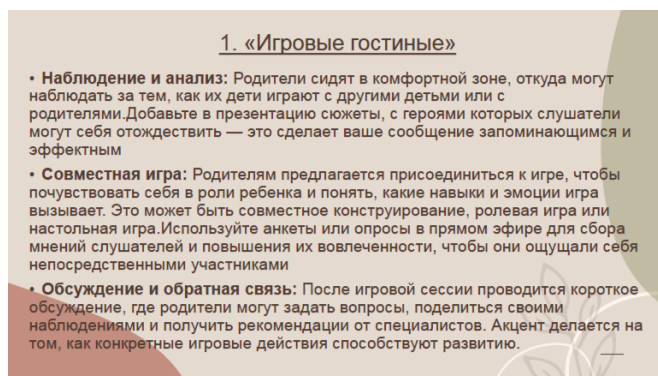 1. «Игровые гостиные»
• Наблюдение и анализ: Родители сидят в комфортной зоне, откуда могут
наблюдать за тем, как их дети играют с другими детьми или с
родителями.Добавьте в презентацию сюжеты, с героями которых слушатели
могут себя отождествить — это сделает ваше сообщение запоминающимся и
эффектным
• Совместная игра: Родителям предлагается присоединиться к игре, чтобы
почувствовать себя в роли ребенка и понять, какие навыки и эмоции игра
вызывает. Это может быть совместное конструирование, ролевая игра или
настольная игра.Используйте анкеты или опросы в прямом эфире для сбора
мнений слушателей и повышения их вовлеченности, чтобы они ощущали себя
непосредственными участниками
• Обсуждение и обратная связь: После игровой сессии проводится короткое
обсуждение, где родители могут задать вопросы, поделиться своими
наблюдениями и получить рекомендации от специалистов. Акцент делается на
том, как конкретные игровые действия способствуют развитию.